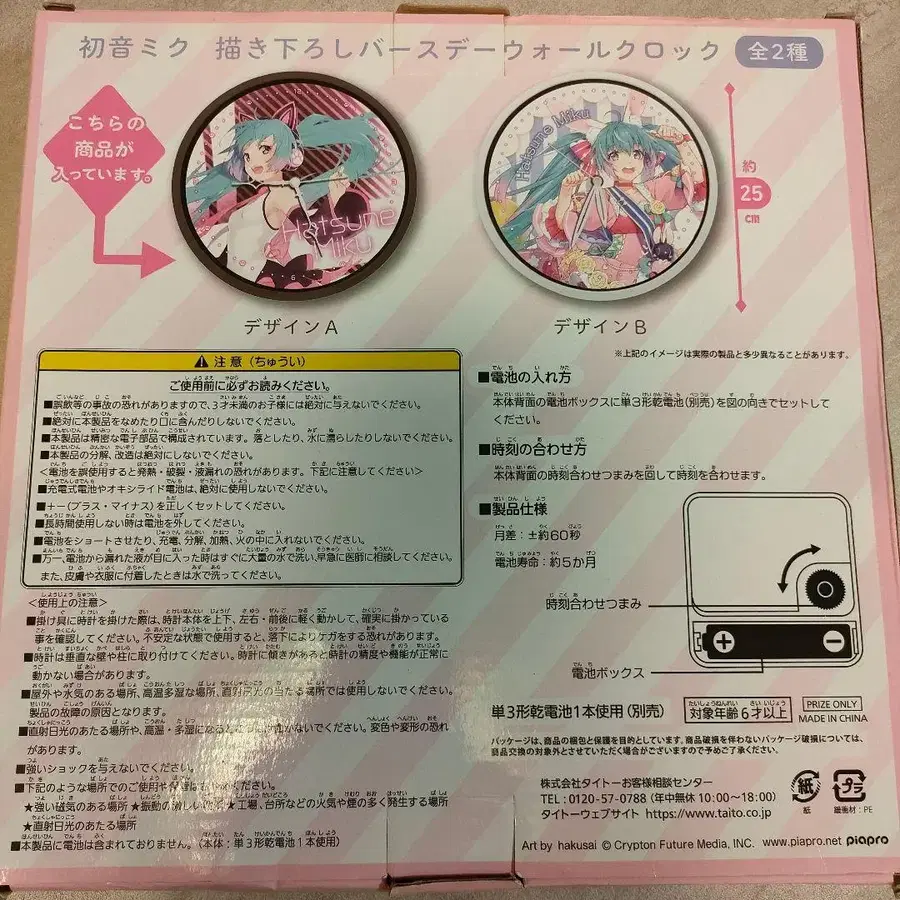 初音ミク 描き下ろしバースデーウォールクロック 全2種
こちらの
商品が
入っています。
Hatsune
Miku
Hatsune Miku
約
25
cm
デザインA
デザインB
※上記のイメージは実際の製品と多少異なることがあります。
⚠ 注意（ちゅうい）
ご使用前に必ずお読みください。
■誤飲等の事故の恐れがありますので、3才未満のお子様には絶対に与えないでください。
■絶対に本製品をなめたり口に含んだりしないでください。
■本製品は精密な電子部品で構成されています。落としたり、水に濡らしたりしないでください。
■本製品の分解、改造は絶対にしないでください。
＜電池を誤使用すると発熱・破裂・液漏れの恐れがあります。下記に注意してください＞
■充電式電池やオキシライド電池は、絶対に使用しないでください。
■＋－（プラス・マイナス）を正しくセットしてください。
■長時間使用しない時は電池を外してください。
■電池をショートさせたり、充電、分解、加熱、火の中に入れないでください。
■万一、電池から漏れた液が目に入った時はすぐに大量の水で洗い、早急に医師に相談してください。
また、皮膚や衣服に付着したときは水で洗ってください。
＜使用上の注意＞
■掛け具に時計を掛けた際は、時計本体を上下、左右・前後に軽く動かして、確実に掛かっている
事を確認してください。不安定な状態で使用すると、落下によりケガをする恐れがあります。
■時計は垂直な壁や柱に取り付けてください。時計に傾きがあると時計の精度や機能が正常に
動かない場合があります。
■屋外や水気のある場所、高温多湿な場所、直射日光の当たる場所では使用しないでください。
製品の故障の原因となります。
■直射日光のあたる場所や、高温・多湿になるところに置かないでください。変色や変形の恐れ
があります。
■強いショックを与えないでください。
■下記のような場所でのご使用や保管はおやめください。
★強い磁気のある場所 ★振動の激しい場所 ★工場、台所などの火気や煙の多く発生する場所
★直射日光のあたる場所
■本製品に電池は含まれておりません。（本体：単3形乾電池1本使用）
■電池の入れ方
本体背面の電池ボックスに単3形乾電池（別売）を図の向きでセットして
ください。
■時刻の合わせ方
本体背面の時刻合わせつまみを回して時刻を合わせます。
■製品仕様
月差：±約60秒
電池寿命：約5か月
時刻合わせつまみ
電池ボックス
単3形乾電池1本使用（別売）
対象年齢6才以上
PRIZE ONLY
MADE IN CHINA
パッケージは、商品の梱包と保護を目的としています。商品破損を伴わないパッケージ破損については、
商品交換の対象外とさせていただく場合がございますので予めご了承ください。
株式会社タイトーお客様相談センター
TEL：0120-57-0788（年中無休 10:00～18:00）
タイトーウェブサイト https://www.taito.co.jp
紙
紙
プラ
緩衝材：PE
Art by hakusai © Crypton Future Media, INC. www.piapro.net piapro